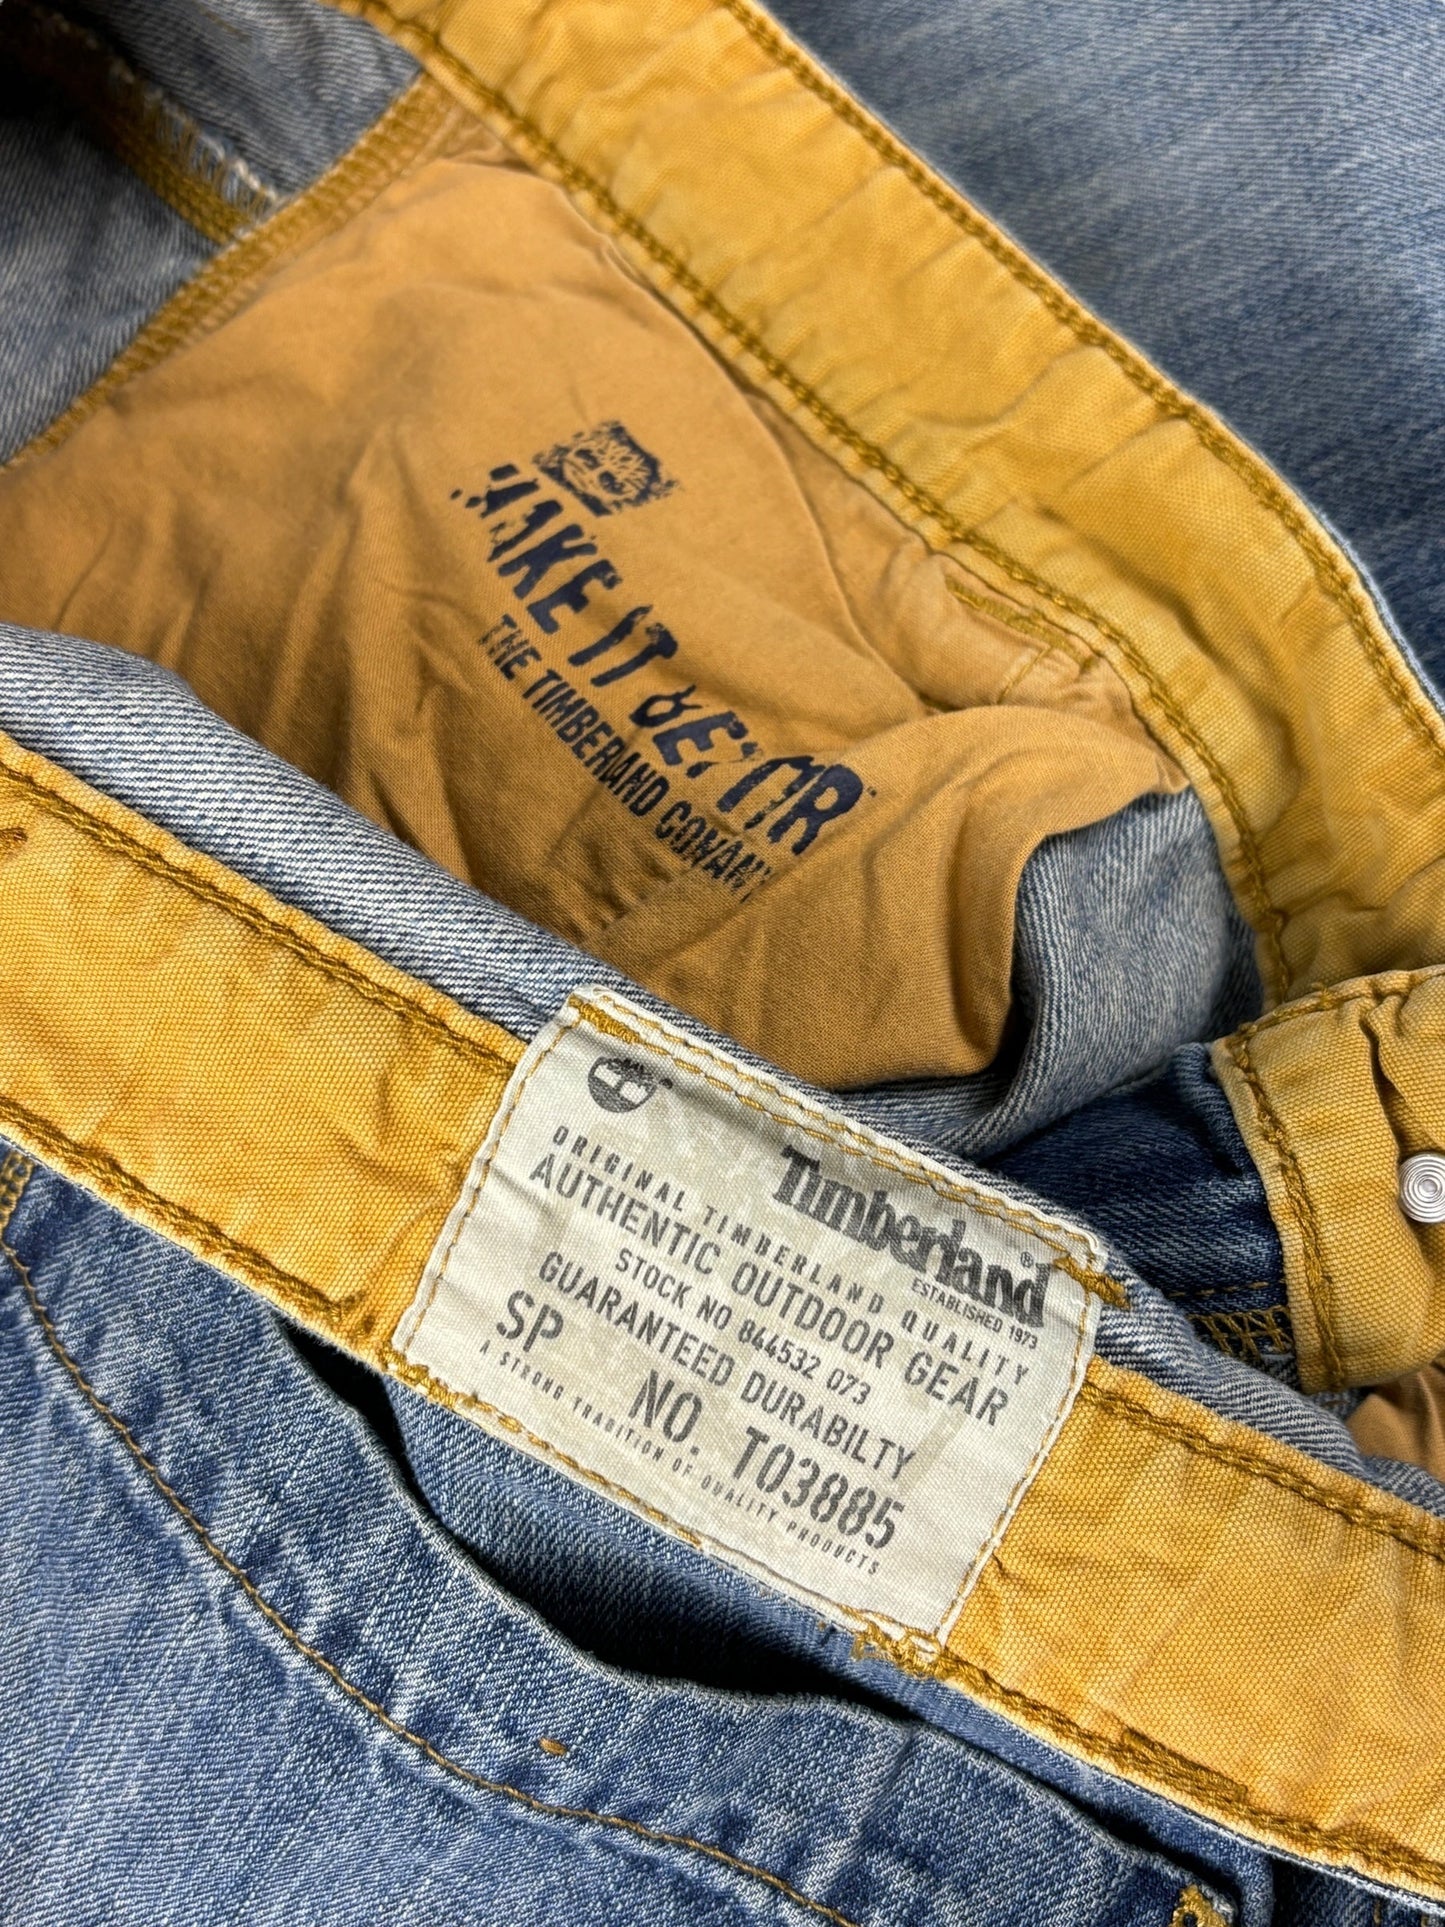 MAKE IT BETTER™
THE TIMBERLAND COMPANY
Timberland®
ESTABLISHED 1973
ORIGINAL TIMBERLAND QUALITY
AUTHENTIC OUTDOOR GEAR
STOCK NO 844532 073
GUARANTEED DURABILTY
SP NO. T03885
A STRONG TRADITION OF QUALITY PRODUCTS